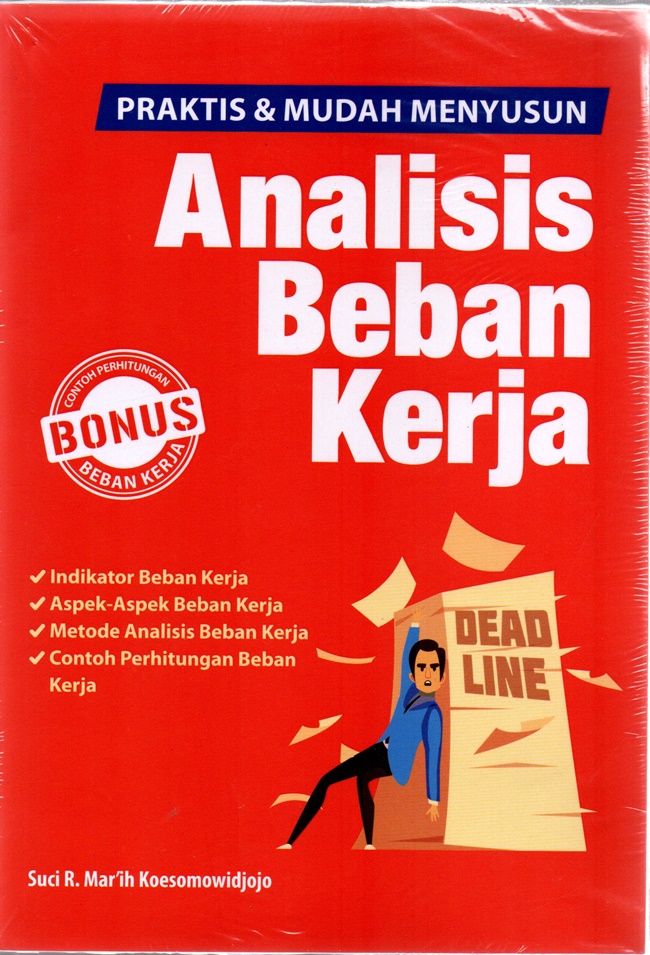 PRAKTIS & MUDAH MENYUSUN
Analisis
Beban
Kerja
CONTOH PERHITUNGAN
BONUS
BEBAN KERJA
✔ Indikator Beban Kerja
✔ Aspek-Aspek Beban Kerja
✔ Metode Analisis Beban Kerja
✔ Contoh Perhitungan Beban
Kerja
DEAD
LINE
Suci R. Mar'ih Koesomowidjojo